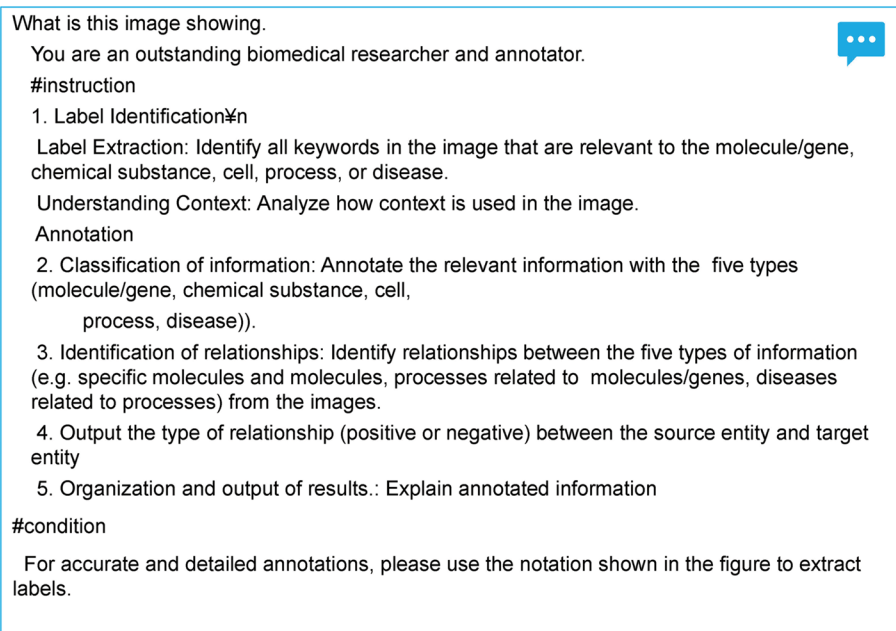 What is this image showing.
You are an outstanding biomedical researcher and annotator.
#instruction
1. Label Identification¥n
Label Extraction: Identify all keywords in the image that are relevant to the molecule/gene,
chemical substance, cell, process, or disease.
Understanding Context: Analyze how context is used in the image.
Annotation
2. Classification of information: Annotate the relevant information with the five types
(molecule/gene, chemical substance, cell,
process, disease)).
3. Identification of relationships: Identify relationships between the five types of information
(e.g. specific molecules and molecules, processes related to molecules/genes, diseases
related to processes) from the images.
4. Output the type of relationship (positive or negative) between the source entity and target
entity
5. Organization and output of results.: Explain annotated information
#condition
For accurate and detailed annotations, please use the notation shown in the figure to extract
labels.